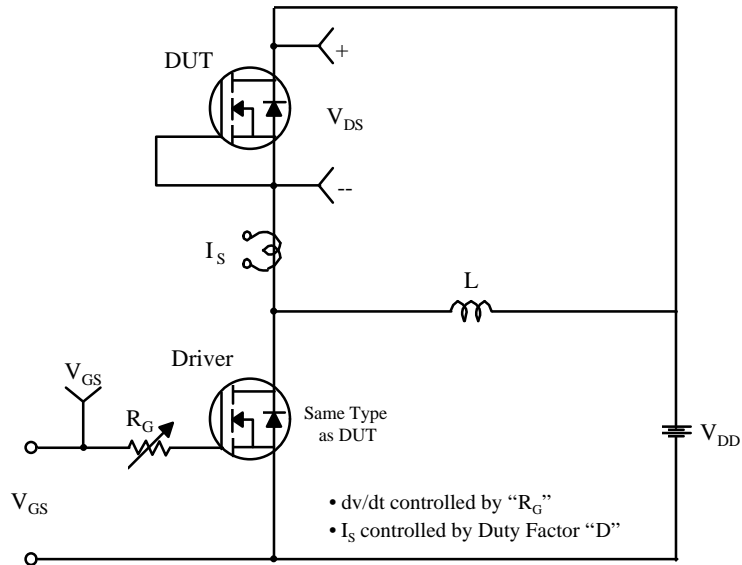 DUT
+
V_DS
--
I_S
L
Driver
V_GS
R_G
Same Type
as DUT
V_DD
V_GS
• dv/dt controlled by “R_G”
• I_S controlled by Duty Factor “D”